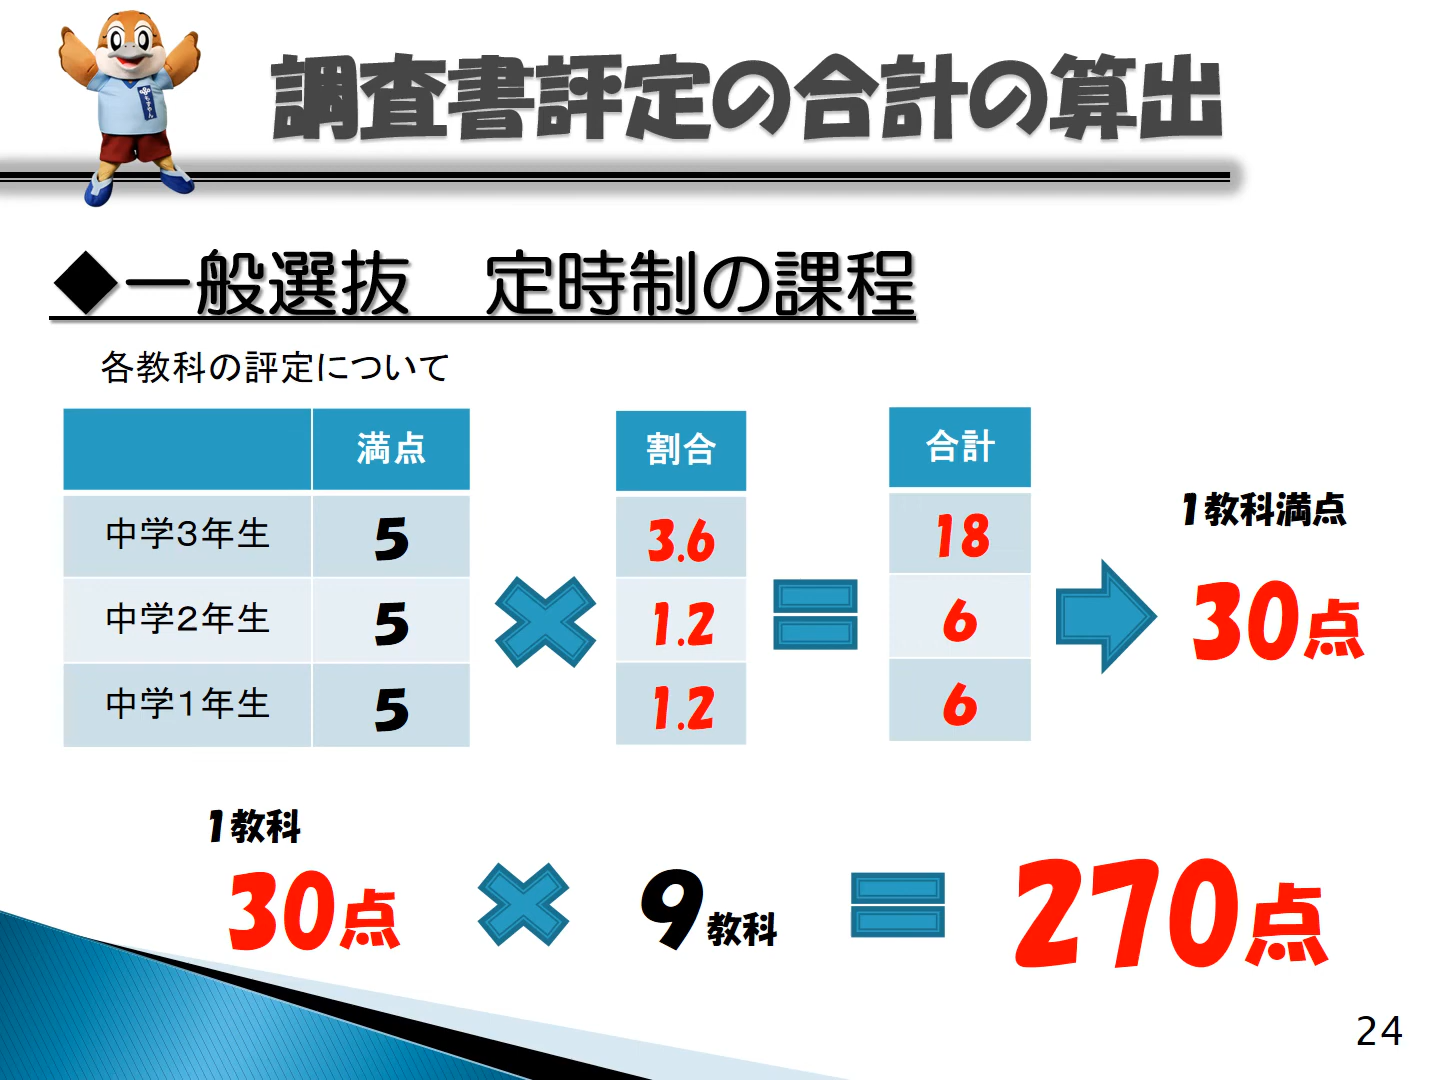 調査書評定の合計の算出
◆一般選抜　定時制の課程
各教科の評定について
満点
割合
合計
中学3年生 5 3.6 18
中学2年生 5 1.2 6
中学1年生 5 1.2 6
1教科満点
30点
1教科
30点 9教科 270点
24